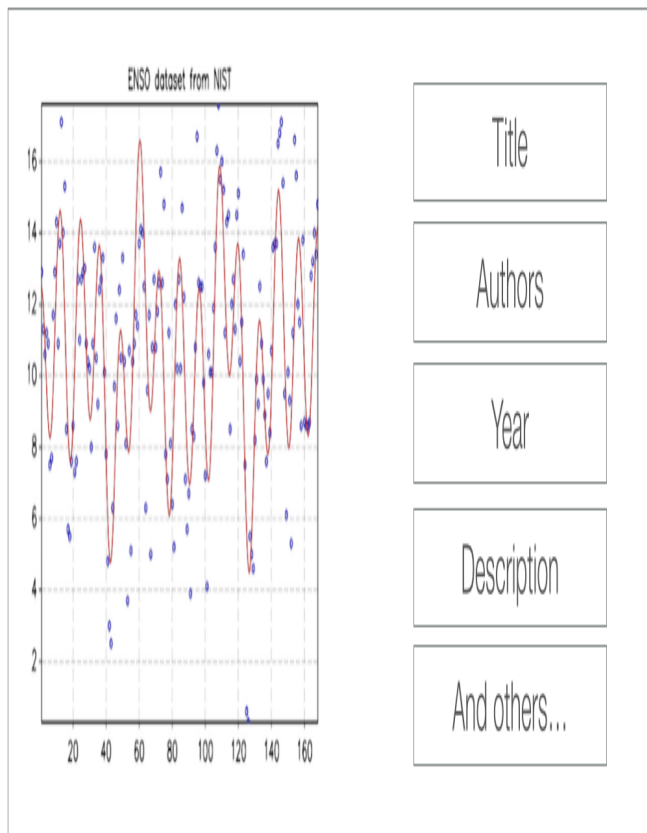 ENSO dataset from NIST
16
14
12
10
8
6
4
2
20 40 60 80 100 120 140 160
Title
Authors
Year
Description
And others...